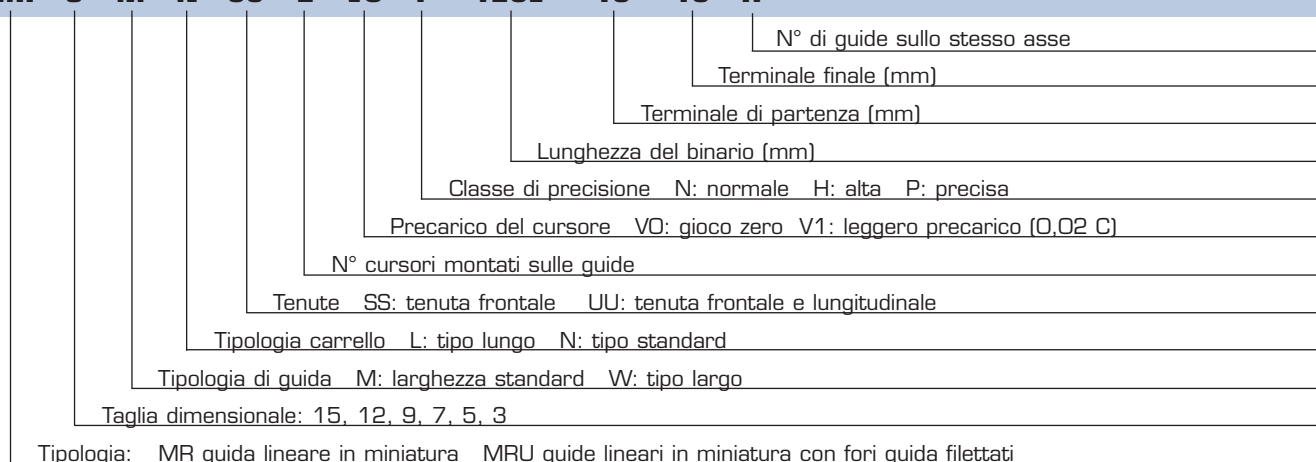 N° di guide sullo stesso asse
Terminale finale (mm)
Terminale di partenza (mm)
Lunghezza del binario (mm)
Classe di precisione N: normale H: alta P: precisa
Precarico del cursore V0: gioco zero V1: leggero precarico (0,02 C)
N° cursori montati sulle guide
Tenute SS: tenuta frontale UU: tenuta frontale e lungitudinale
Tipologia carrello L: tipo lungo N: tipo standard
Tipologia di guida M: larghezza standard W: tipo largo
Taglia dimensionale: 15, 12, 9, 7, 5, 3
Tipologia: MR guida lineare in miniatura MRU guide lineari in miniatura con fori guida filettati